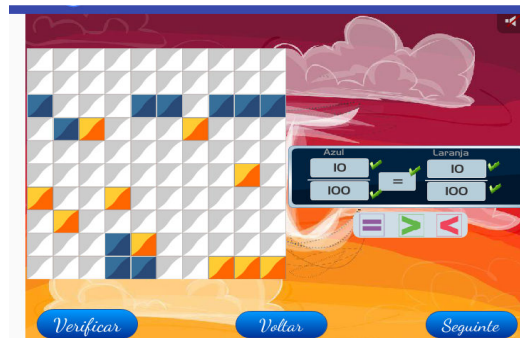 Azul Laranja
10 = 10
100 100
= > <
Verificar Voltar Seguinte